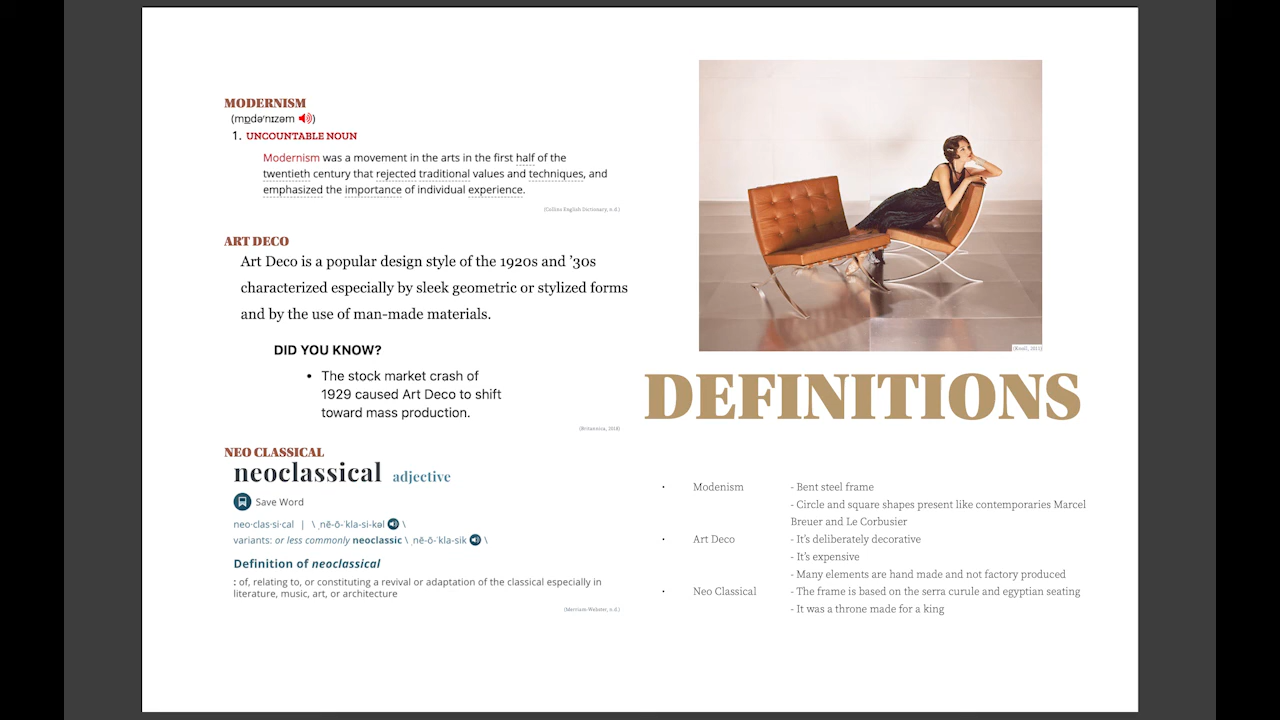 MODERNISM
(mɒdəʳnɪzəm )
1. UNCOUNTABLE NOUN
Modernism was a movement in the arts in the first half of the
twentieth century that rejected traditional values and techniques, and
emphasized the importance of individual experience.
(Collins English Dictionary, n.d.)
ART DECO
Art Deco is a popular design style of the 1920s and ’30s
characterized especially by sleek geometric or stylized forms
and by the use of man-made materials.
DID YOU KNOW?
• The stock market crash of
1929 caused Art Deco to shift
toward mass production.
(Britannica, 2018)
NEO CLASSICAL
neoclassical adjective
Save Word
neo·clas·si·cal | \ ˌnē-ō-ˈkla-si-kəl \
variants: or less commonly neoclassic \ ˌnē-ō-ˈkla-sik \
Definition of neoclassical
: of, relating to, or constituting a revival or adaptation of the classical especially in
literature, music, art, or architecture
(Merriam-Webster, n.d.)
(Knoll, 2021)
DEFINITIONS
• Modenism - Bent steel frame
- Circle and square shapes present like contemporaries Marcel
Breuer and Le Corbusier
• Art Deco - It's deliberately decorative
- It's expensive
- Many elements are hand made and not factory produced
• Neo Classical - The frame is based on the serra curule and egyptian seating
- It was a throne made for a king